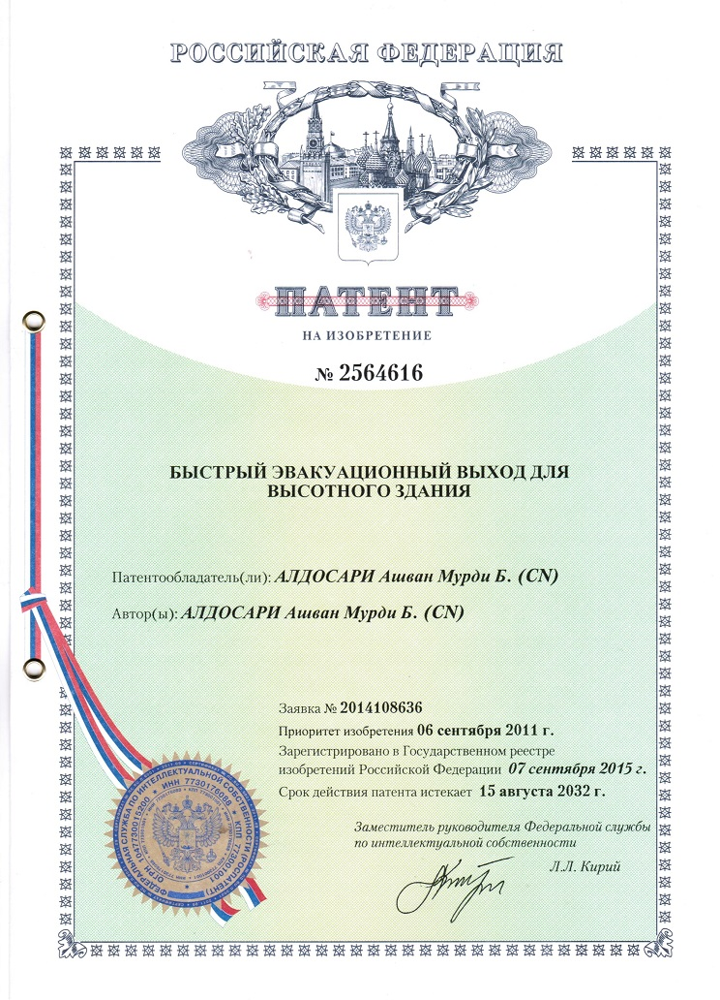 РОССИЙСКАЯ ФЕДЕРАЦИЯ
ПАТЕНТ
НА ИЗОБРЕТЕНИЕ
№ 2564616
БЫСТРЫЙ ЭВАКУАЦИОННЫЙ ВЫХОД ДЛЯ
ВЫСОТНОГО ЗДАНИЯ
Патентообладатель(ли): АЛДОСАРИ Ашван Мурди Б. (CN)
Автор(ы): АЛДОСАРИ Ашван Мурди Б. (CN)
Заявка № 2014108636
Приоритет изобретения 06 сентября 2011 г.
Зарегистрировано в Государственном реестре
изобретений Российской Федерации 07 сентября 2015 г.
Срок действия патента истекает 15 августа 2032 г.
Заместитель руководителя Федеральной службы
по интеллектуальной собственности
Л.Л. Кирий
ФЕДЕРАЛЬНАЯ СЛУЖБА ПО ИНТЕЛЛЕКТУАЛЬНОЙ СОБСТВЕННОСТИ (РОСПАТЕНТ)
ОГРН 1047730015200 * ИНН 7730176088 * КПП 773001001